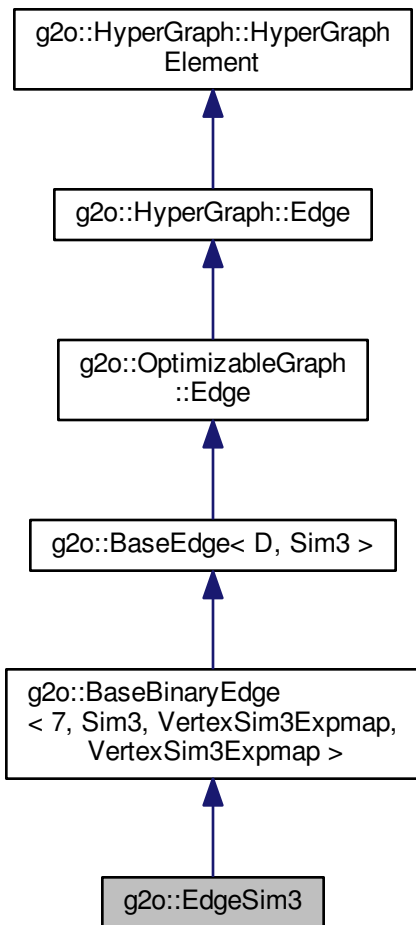 g2o::HyperGraph::HyperGraph
Element
g2o::HyperGraph::Edge
g2o::OptimizableGraph
::Edge
g2o::BaseEdge< D, Sim3 >
g2o::BaseBinaryEdge
< 7, Sim3, VertexSim3Expmap,
VertexSim3Expmap >
g2o::EdgeSim3